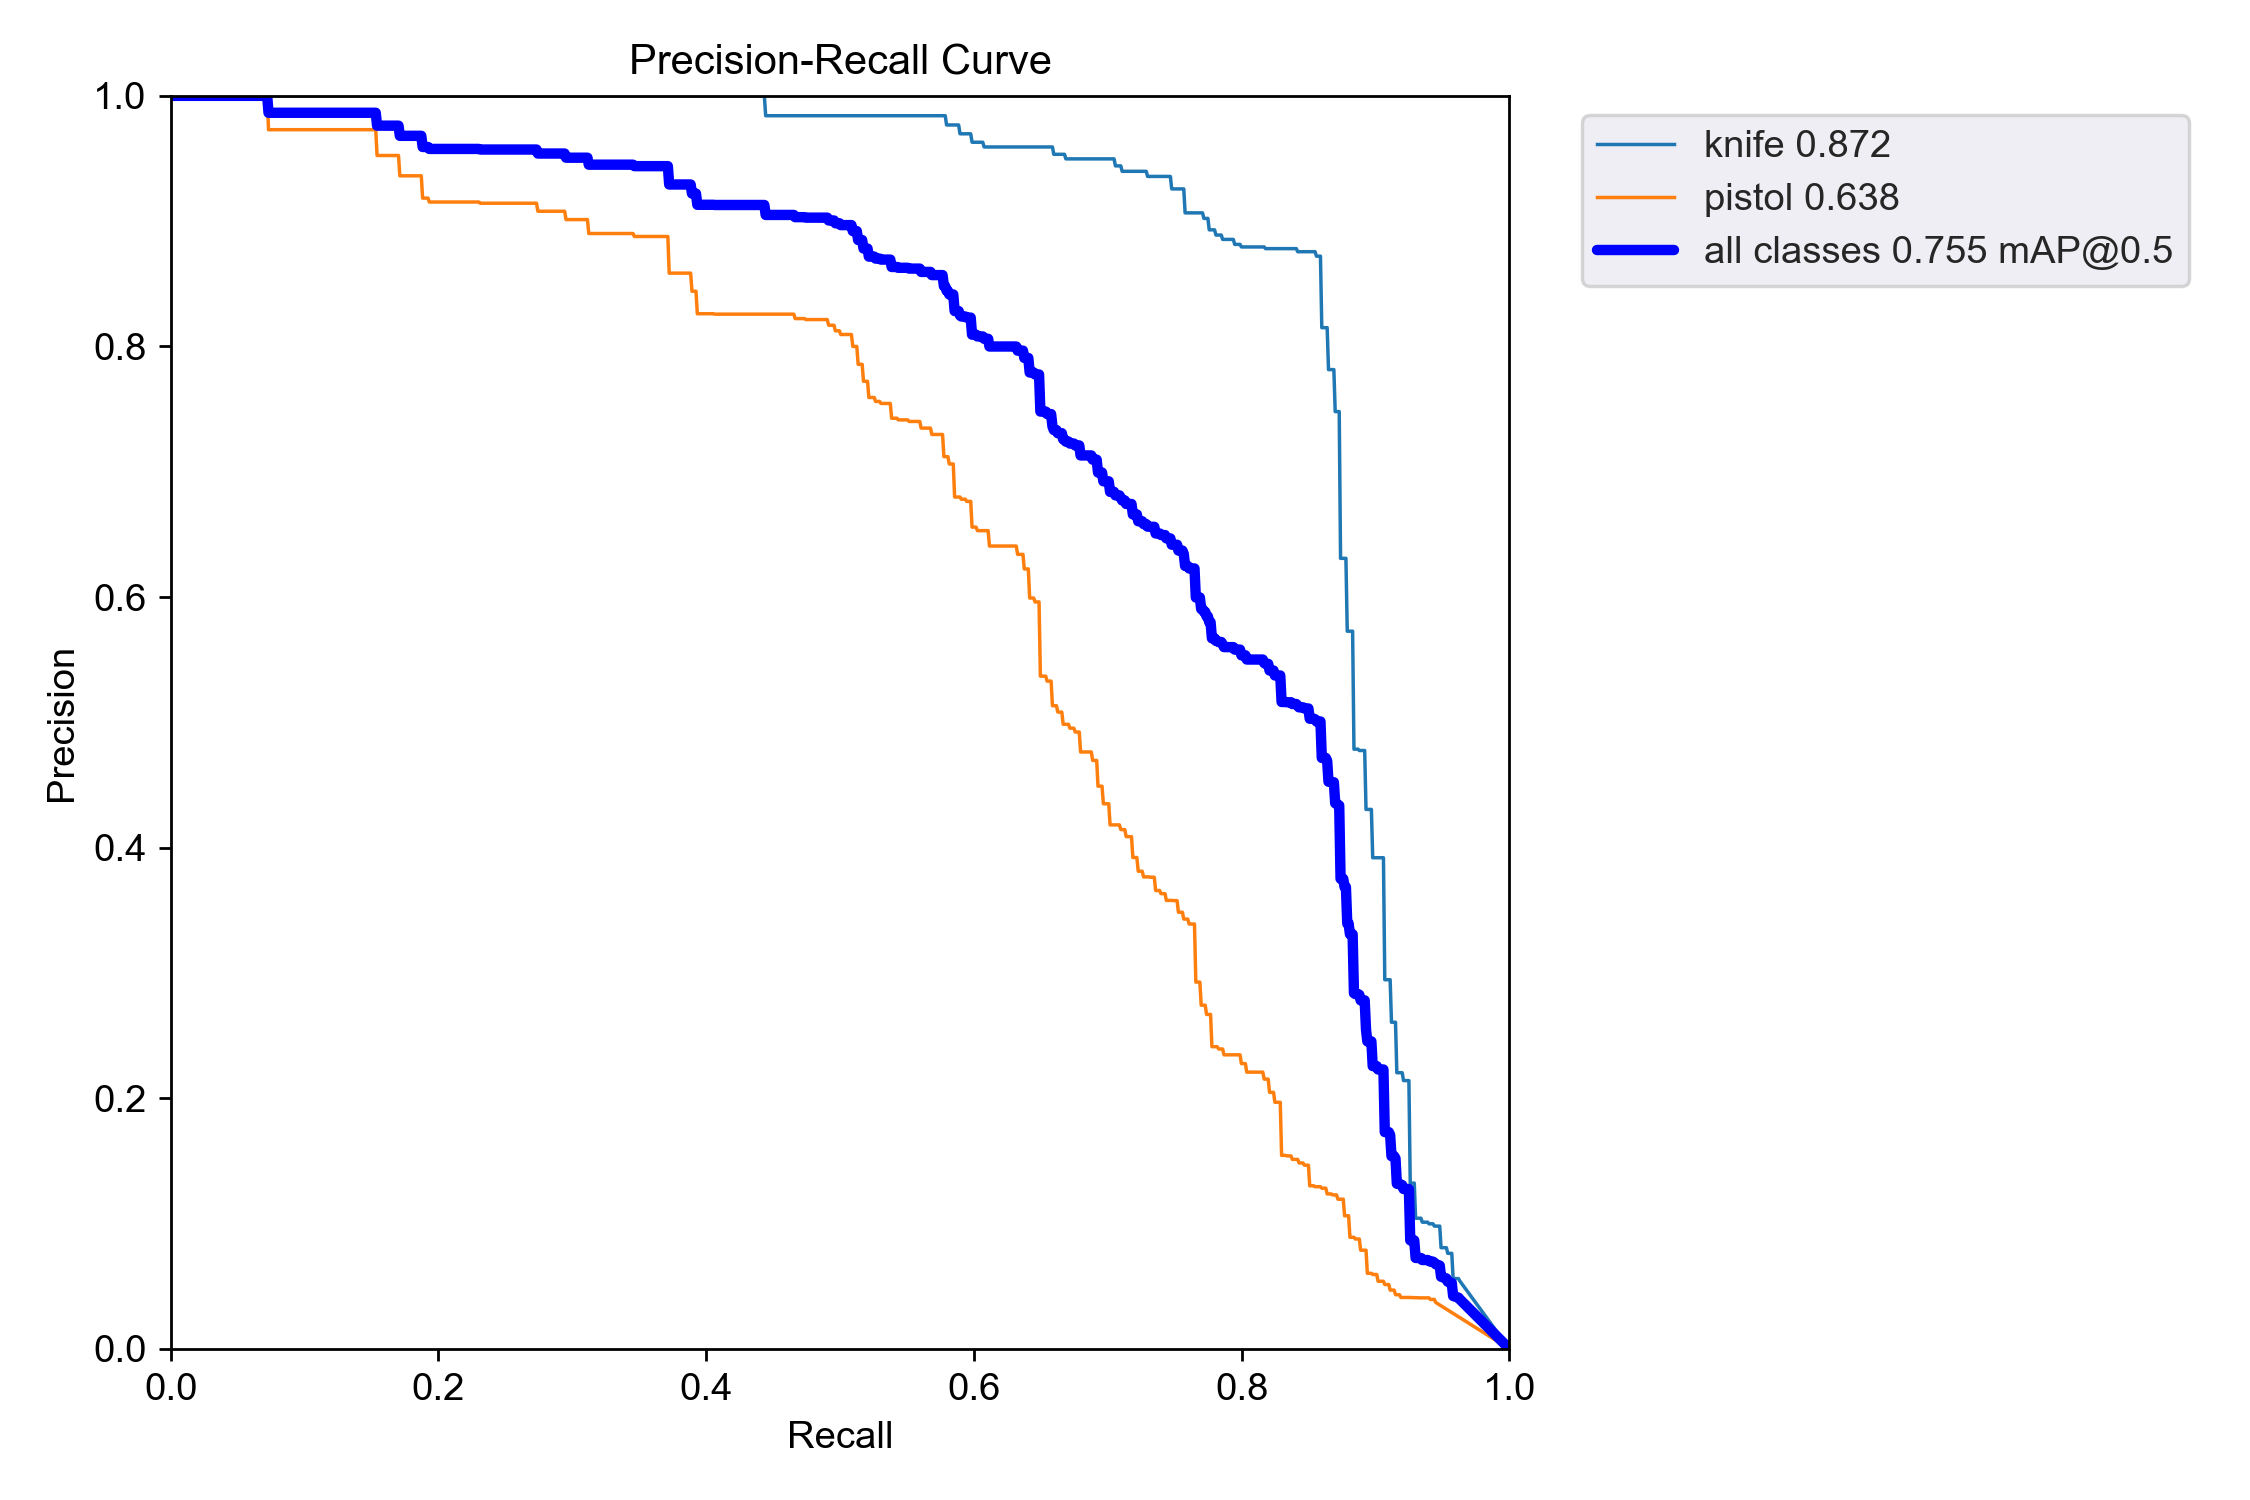 Precision-Recall Curve
1.0
0.8
0.6
0.4
0.2
0.0
Precision
0.0 0.2 0.4 0.6 0.8 1.0
Recall
knife 0.872
pistol 0.638
all classes 0.755 mAP@0.5